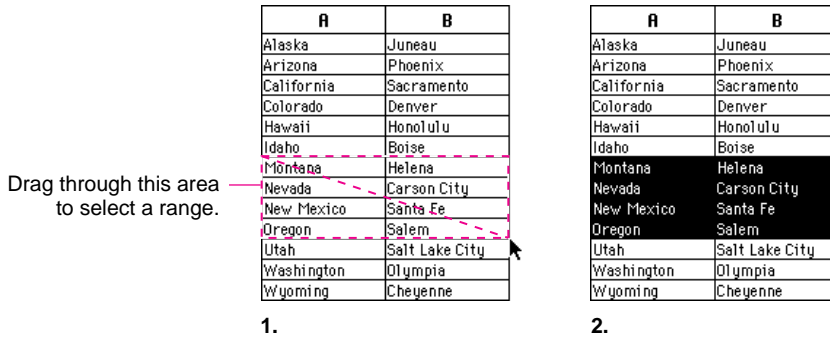 Drag through this area
to select a range.
A B
Alaska Juneau
Arizona Phoenix
California Sacramento
Colorado Denver
Hawaii Honolulu
Idaho Boise
Montana Helena
Nevada Carson City
New Mexico Santa Fe
Oregon Salem
Utah Salt Lake City
Washington Olympia
Wyoming Cheyenne
1.
A B
Alaska Juneau
Arizona Phoenix
California Sacramento
Colorado Denver
Hawaii Honolulu
Idaho Boise
Montana Helena
Nevada Carson City
New Mexico Santa Fe
Oregon Salem
Utah Salt Lake City
Washington Olympia
Wyoming Cheyenne
2.